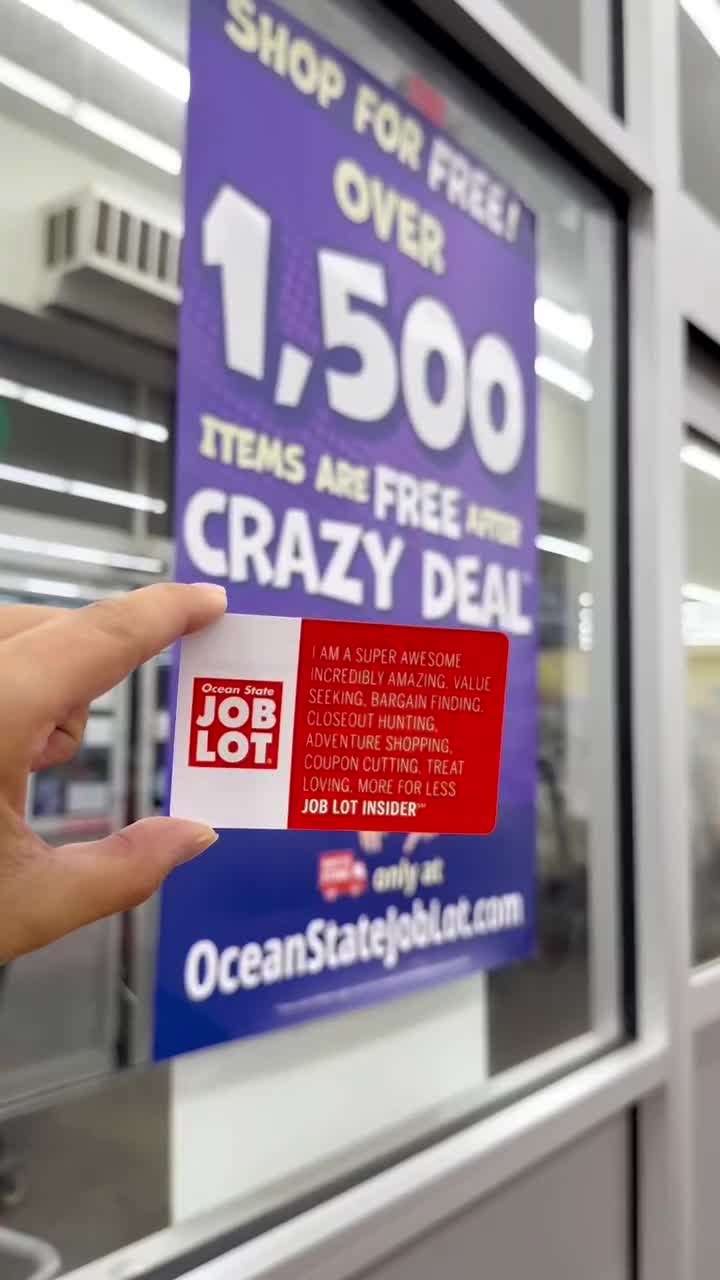 SHOP FOR FREE!
OVER
1,500
ITEMS ARE FREE AFTER
CRAZY DEAL
Ocean State
JOB
LOT
I AM A SUPER AWESOME
INCREDIBLY AMAZING, VALUE
SEEKING, BARGAIN FINDING,
CLOSEOUT HUNTING,
ADVENTURE SHOPPING,
COUPON CUTTING, TREAT
LOVING, MORE FOR LESS
JOB LOT INSIDER℠
only at
OceanStateJobLot.com